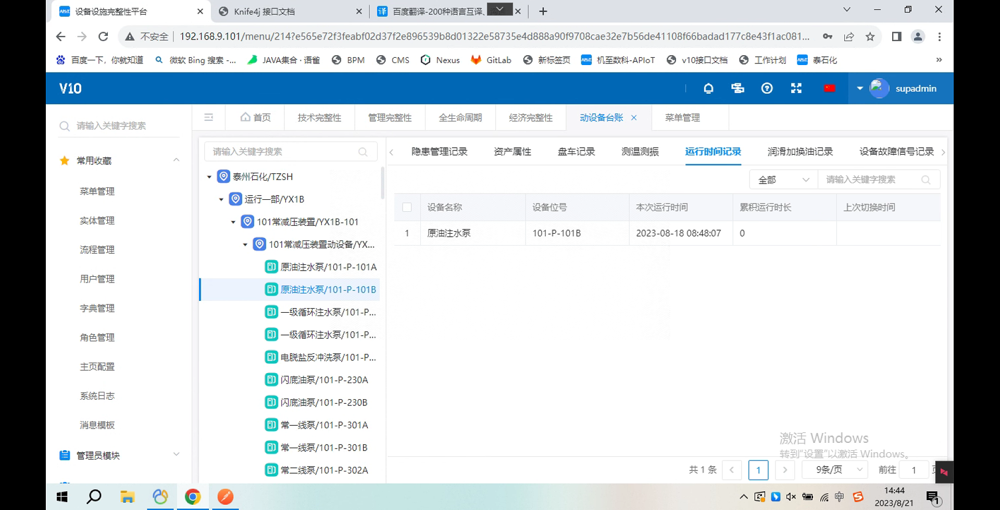 设备设施完整性平台
Knife4j 接口文档
百度翻译-200种语言互译、
不安全
192.168.9.101/menu/214?e565e72f3feabf02d37f2e896539b8d01322e58735e4d888a90f9708cae32e7b56de41108f66badad177c8e43f1ac081...
百度一下，你就知道
微软 Bing 搜索 -...
JAVA集合 · 语雀
BPM
CMS
Nexus
GitLab
新标签页
机至数科-APIoT
v10接口文档
工作计划
泰石化
V10
supadmin
请输入关键字搜索
常用收藏
菜单管理
实体管理
流程管理
用户管理
字典管理
角色管理
主页配置
系统日志
消息模板
管理员模块
首页
技术完整性
管理完整性
全生命周期
经济完整性
动设备台账
菜单管理
请输入关键字搜索
泰州石化/TZSH
运行一部/YX1B
101常减压装置/YX1B-101
101常减压装置动设备/YX...
原油注水泵/101-P-101A
原油注水泵/101-P-101B
一级循环注水泵/101-P...
一级循环注水泵/101-P...
电脱盐反冲洗泵/101-P...
闪底油泵/101-P-230A
闪底油泵/101-P-230B
常一线泵/101-P-301A
常一线泵/101-P-301B
常二线泵/101-P-302A
隐患管理记录
资产属性
盘车记录
测温测振
运行时间记录
润滑加换油记录
设备故障信号记录
全部
请输入关键字搜索
设备名称
设备位号
本次运行时间
累积运行时长
上次切换时间
1
原油注水泵
101-P-101B
2023-08-18 08:48:07
0
激活 Windows
转到"设置"以激活 Windows。
共 1 条
1
9条/页
前往
1
中
14:44
2023/8/21
1